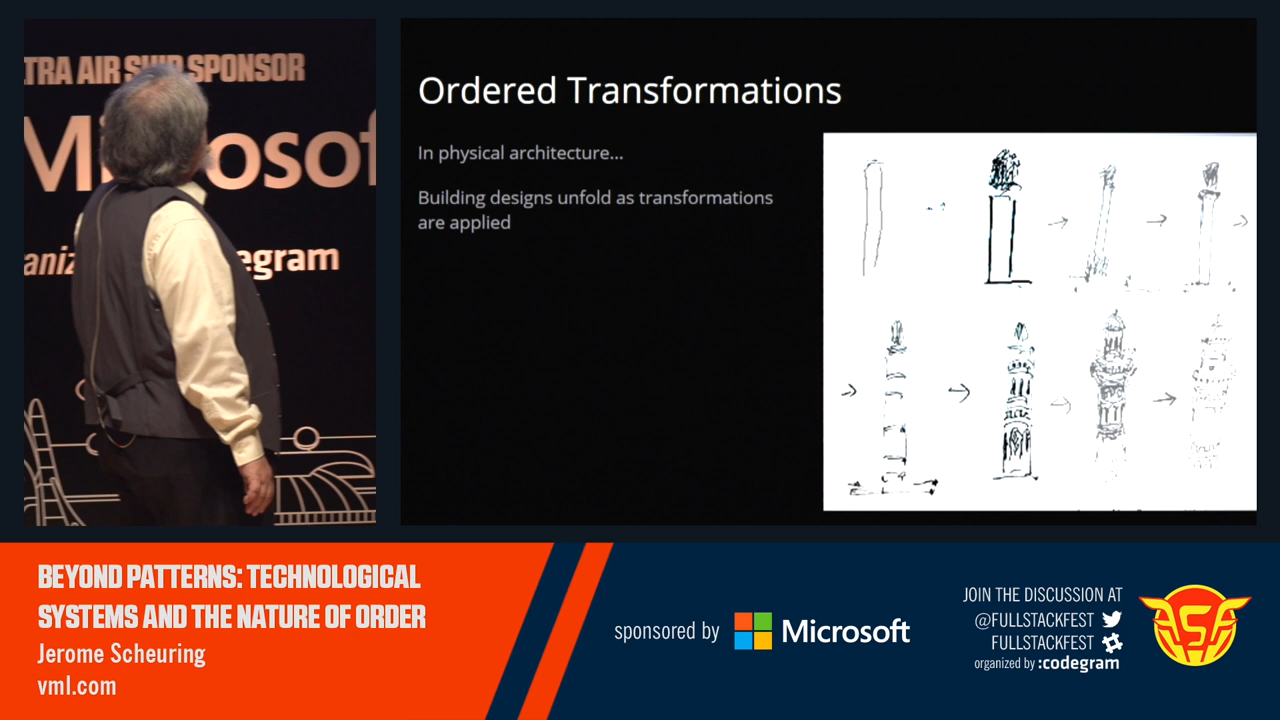 TRA AIR SHIP SPONSOR
Microsof
aniz
egram
Ordered Transformations
In physical architecture...
Building designs unfold as transformations
are applied
BEYOND PATTERNS: TECHNOLOGICAL
SYSTEMS AND THE NATURE OF ORDER
Jerome Scheuring
vml.com
sponsored by Microsoft
JOIN THE DISCUSSION AT
@FULLSTACKFEST
FULLSTACKFEST
organized by :codegram